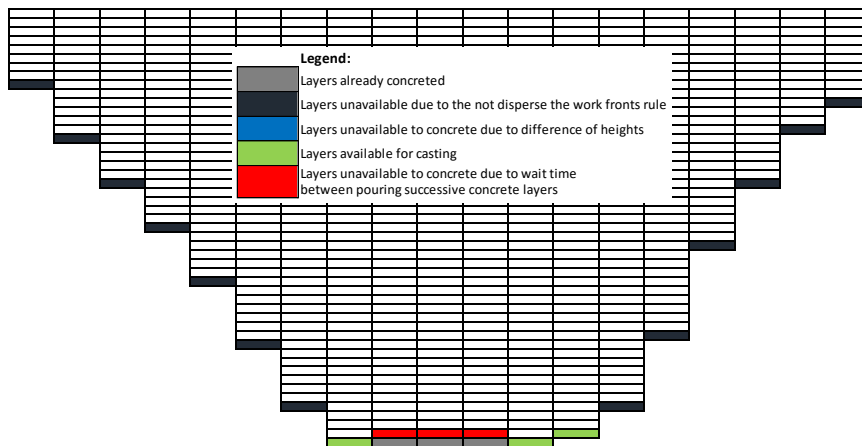 Legend:
Layers already concreted
Layers unavailable due to the not disperse the work fronts rule
Layers unavailable to concrete due to difference of heights
Layers available for casting
Layers unavailable to concrete due to wait time
between pouring successive concrete layers